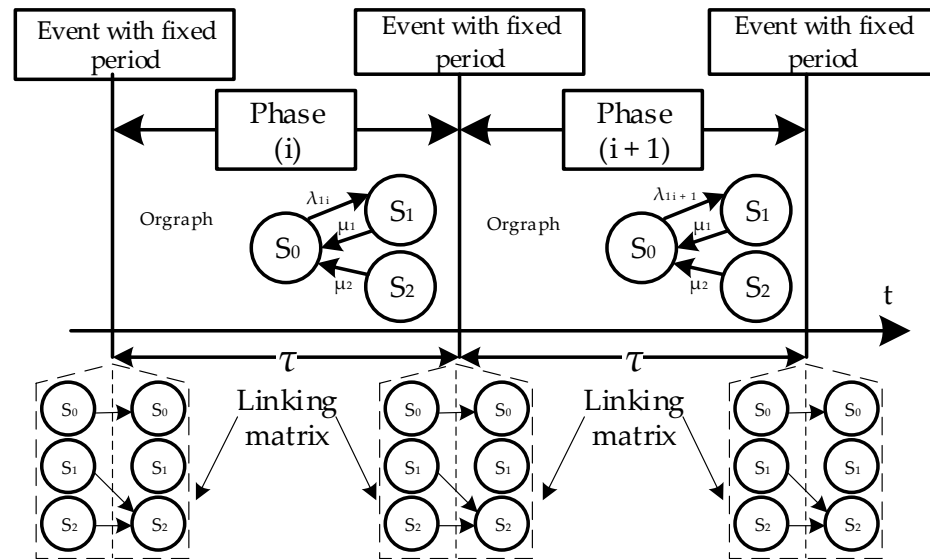 Event with fixed
period
Event with fixed
period
Event with fixed
period
Phase
(i)
Phase
(i + 1)
Orgraph
λ1i
S0
S1
μ1
μ2
S2
Orgraph
λ1i + 1
S0
S1
μ1
μ2
S2
t
τ
τ
S0
S0
S1
S1
S2
S2
Linking
matrix
S0
S0
S1
S1
S2
S2
Linking
matrix
S0
S0
S1
S1
S2
S2